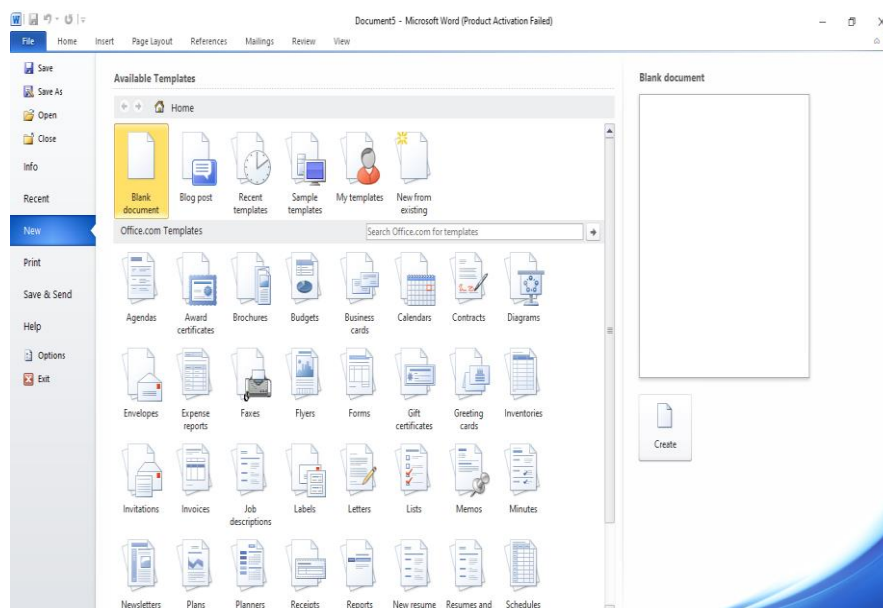 Document5 - Microsoft Word (Product Activation Failed)
File Home Insert Page Layout References Mailings Review View
Save
Save As
Open
Close
Info
Recent
New
Print
Save & Send
Help
Options
Exit
Available Templates
Home
Blank document
Blog post
Recent templates
Sample templates
My templates
New from existing
Office.com Templates
Search Office.com for templates
Agendas
Award certificates
Brochures
Budgets
Business cards
Calendars
Contracts
Diagrams
Envelopes
Expense reports
Faxes
Flyers
Forms
Gift certificates
Greeting cards
Inventories
Invitations
Invoices
Job descriptions
Labels
Letters
Lists
Memos
Minutes
Newsletters
Plans
Planners
Receipts
Reports
New resume
Resumes and
Schedules
Blank document
Create